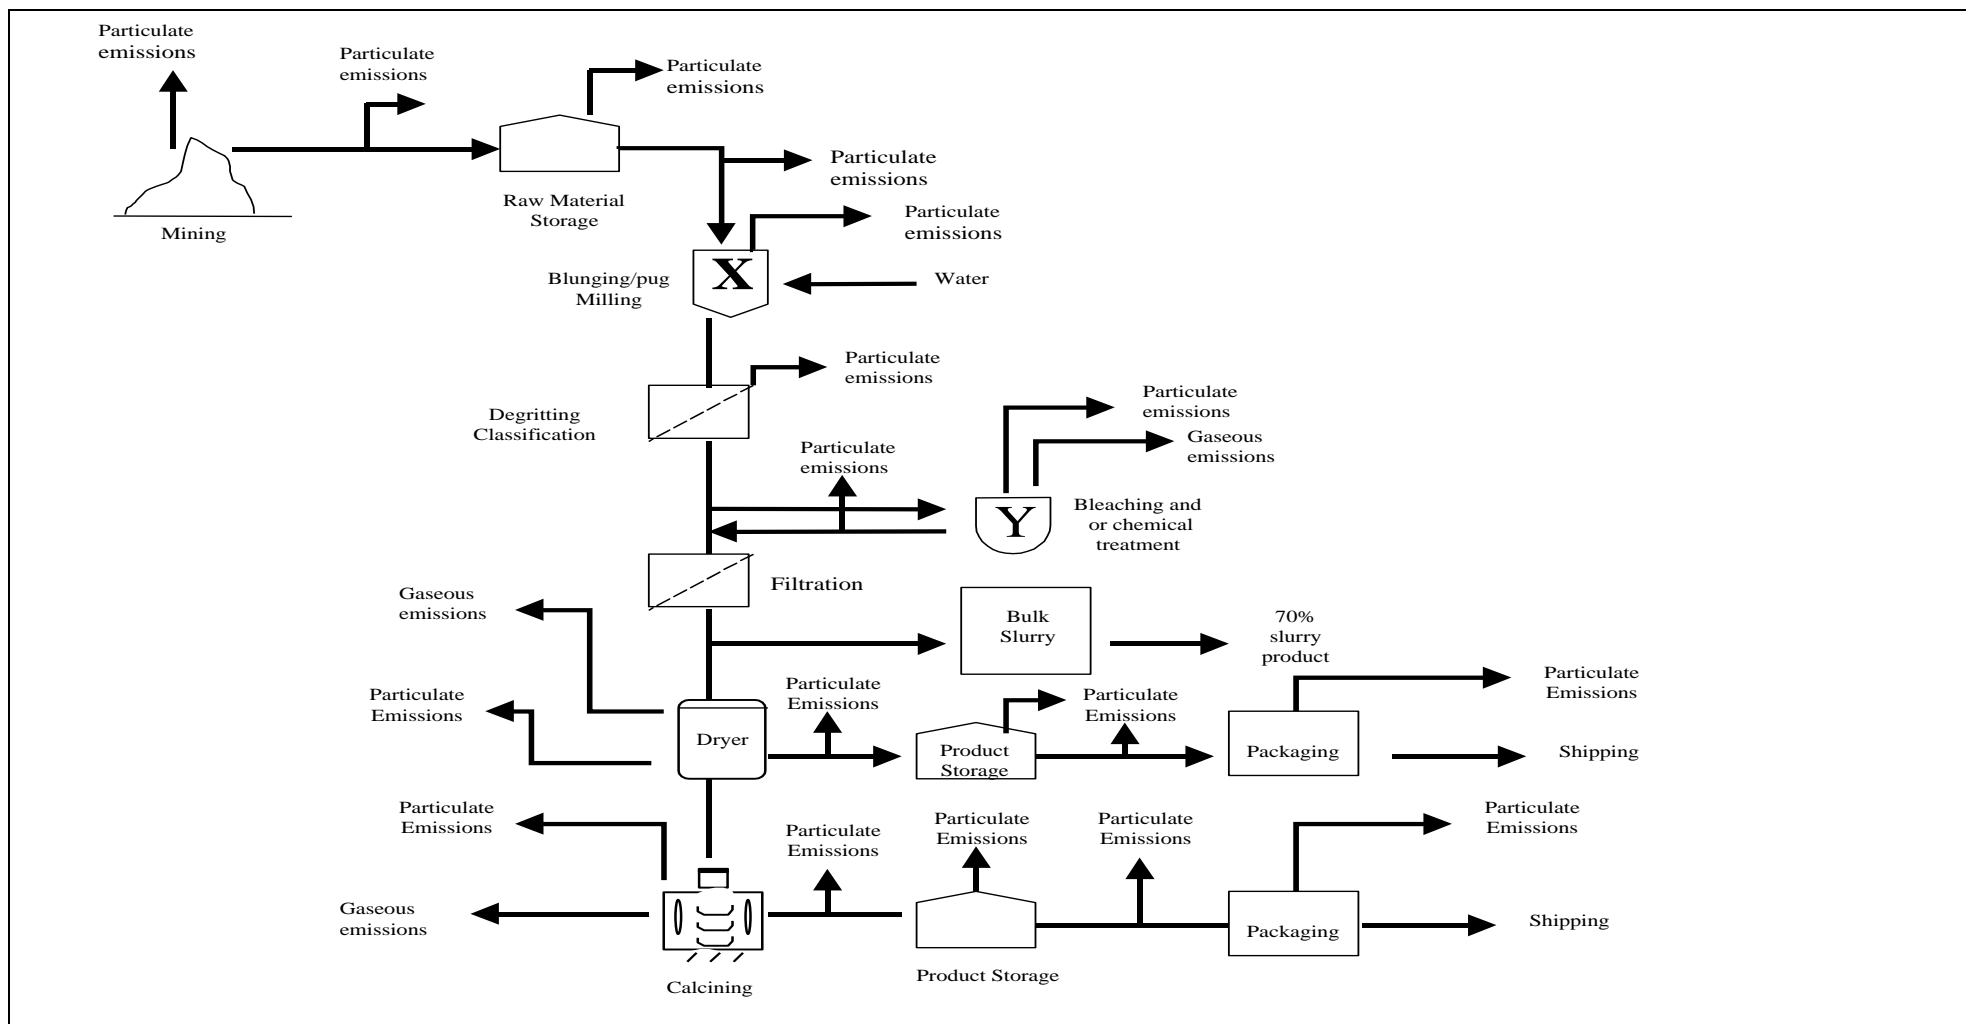 Particulate
emissions
Particulate
emissions
Particulate
emissions
Particulate
emissions
Raw Material
Storage
Mining
Particulate
emissions
X
Blunging/pug
Milling
Water
Particulate
emissions
Degritting
Classification
Particulate
emissions
Gaseous
emissions
Particulate
emissions
Y
Bleaching and
or chemical
treatment
Filtration
Gaseous
emissions
Bulk
Slurry
70%
slurry
product
Particulate
Emissions
Particulate
Emissions
Particulate
Emissions
Particulate
Emissions
Dryer
Product
Storage
Packaging
Shipping
Particulate
Emissions
Particulate
Emissions
Particulate
Emissions
Particulate
Emissions
Particulate
Emissions
Gaseous
emissions
Packaging
Shipping
Product Storage
Calcining